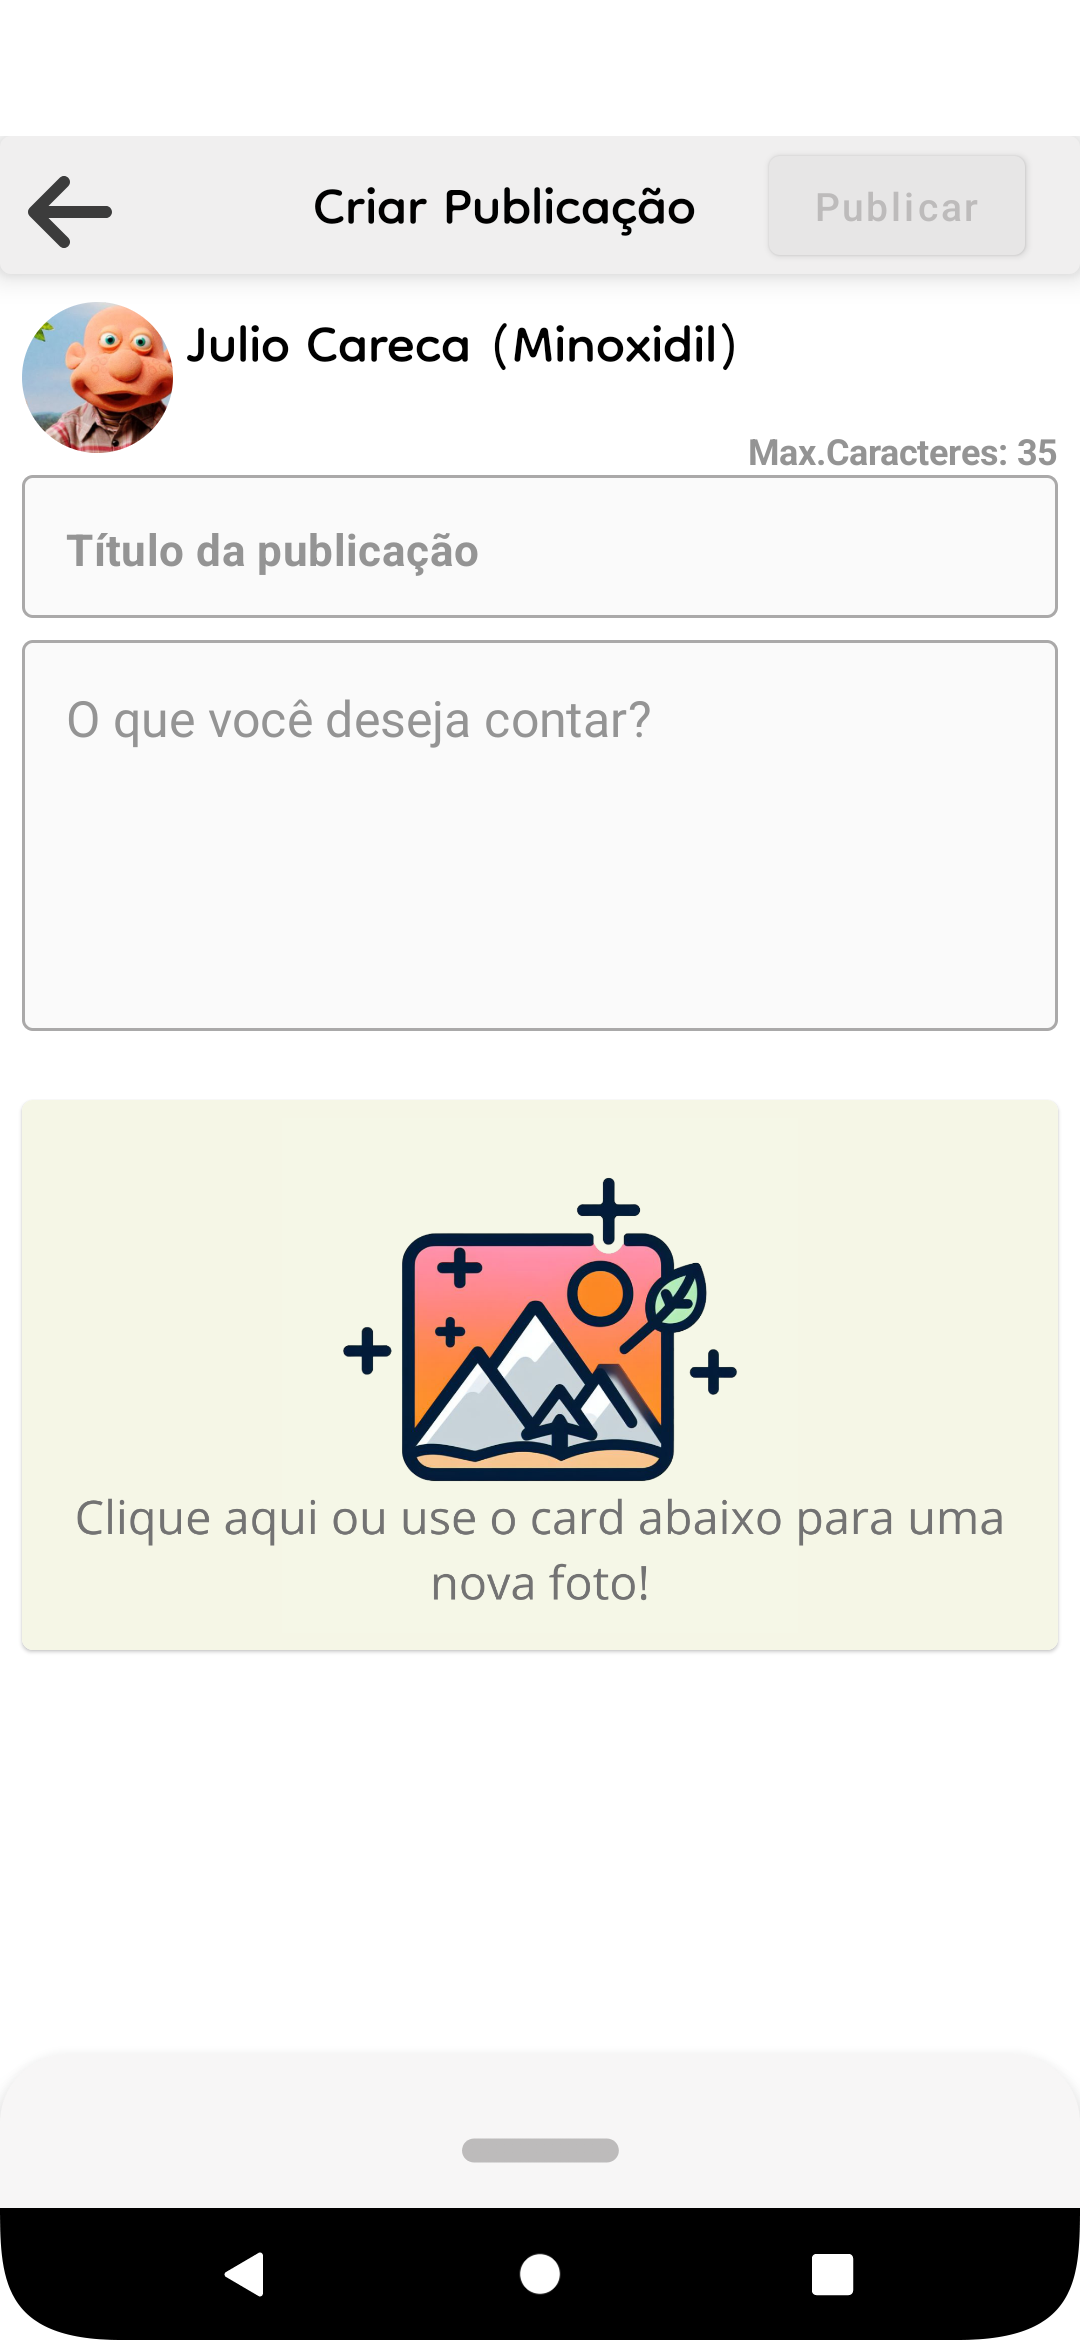 Criar Publicação
Publicar
Julio Careca (Minoxidil)
Max.Caracteres: 35
Título da publicação
O que você deseja contar?
Clique aqui ou use o card abaixo para uma
nova foto!